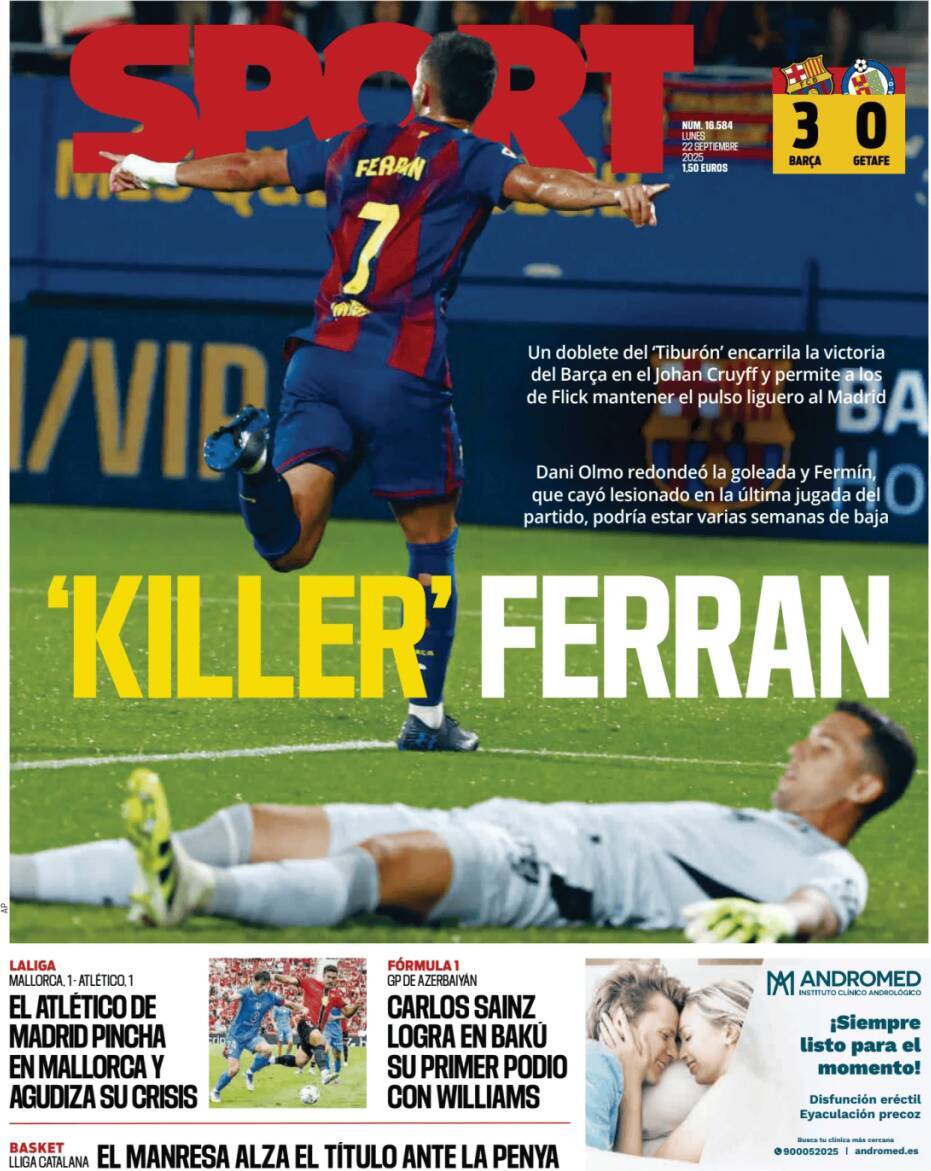 SPORT
NÚM. 16.584
LUNES
22 SEPTIEMBRE
2025
1,50 EUROS
3 0
BARÇA GETAFE
FERRAN
7
Un doblete del ‘Tiburón’ encarrila la victoria
del Barça en el Johan Cruyff y permite a los
de Flick mantener el pulso liguero al Madrid
Dani Olmo redondeó la goleada y Fermín,
que cayó lesionado en la última jugada del
partido, podría estar varias semanas de baja
/VIP
BA
Ho
‘KILLER’ FERRAN
AP
LALIGA
MALLORCA, 1- ATLÉTICO, 1
EL ATLÉTICO DE
MADRID PINCHA
EN MALLORCA Y
AGUDIZA SU CRISIS
FÓRMULA 1
GP DE AZERBAIYÁN
CARLOS SAINZ
LOGRA EN BAKÚ
SU PRIMER PODIO
CON WILLIAMS
BASKET
LLIGA CATALANA
EL MANRESA ALZA EL TÍTULO ANTE LA PENYA
ANDROMED
INSTITUTO CLÍNICO ANDROLÓGICO
¡Siempre
listo para el
momento!
Disfunción eréctil
Eyaculación precoz
Busca tu clínica más cercana
900052025 | andromed.es